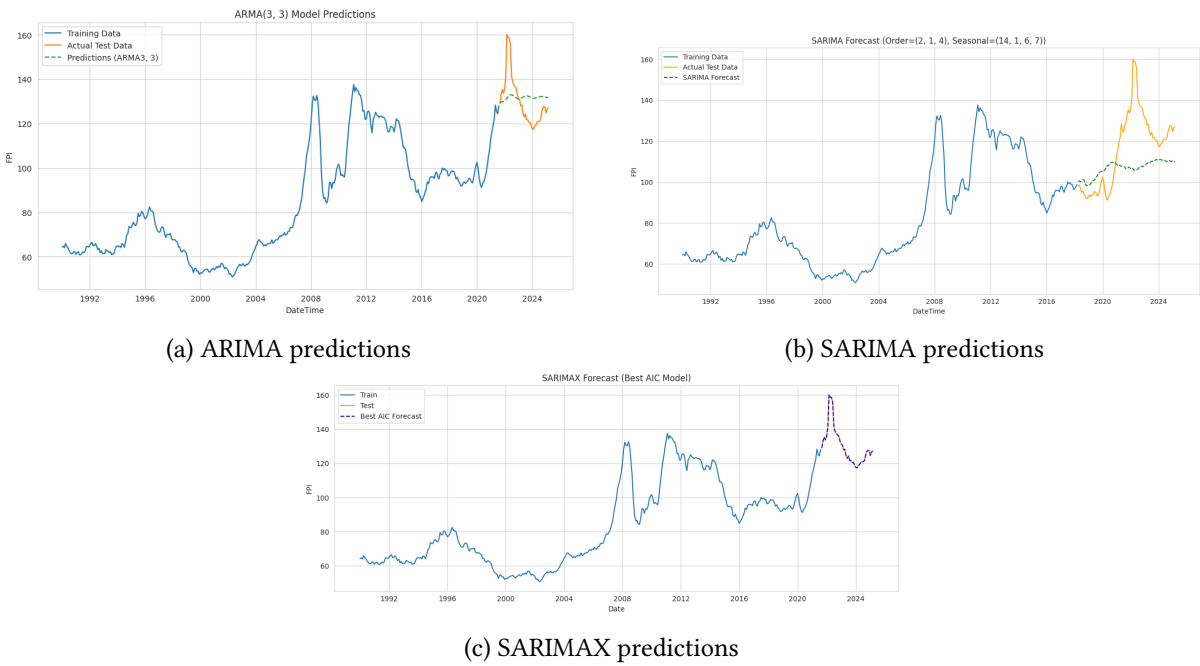 ARMA(3, 3) Model Predictions
Training Data
Actual Test Data
Predictions (ARMA3, 3)
160
140
120
100
80
60
FPI
1992
1996
2000
2004
2008
2012
2016
2020
2024
DateTime
(a) ARIMA predictions
SARIMA Forecast (Order=(2, 1, 4), Seasonal=(14, 1, 6, 7))
Training Data
Actual Test Data
SARIMA Forecast
160
140
120
100
80
60
FPI
1992
1996
2000
2004
2008
2012
2016
2020
2024
DateTime
(b) SARIMA predictions
SARIMAX Forecast (Best AIC Model)
Train
Test
Best AIC Forecast
160
140
120
100
80
60
FPI
1992
1996
2000
2004
2008
2012
2016
2020
2024
Date
(c) SARIMAX predictions